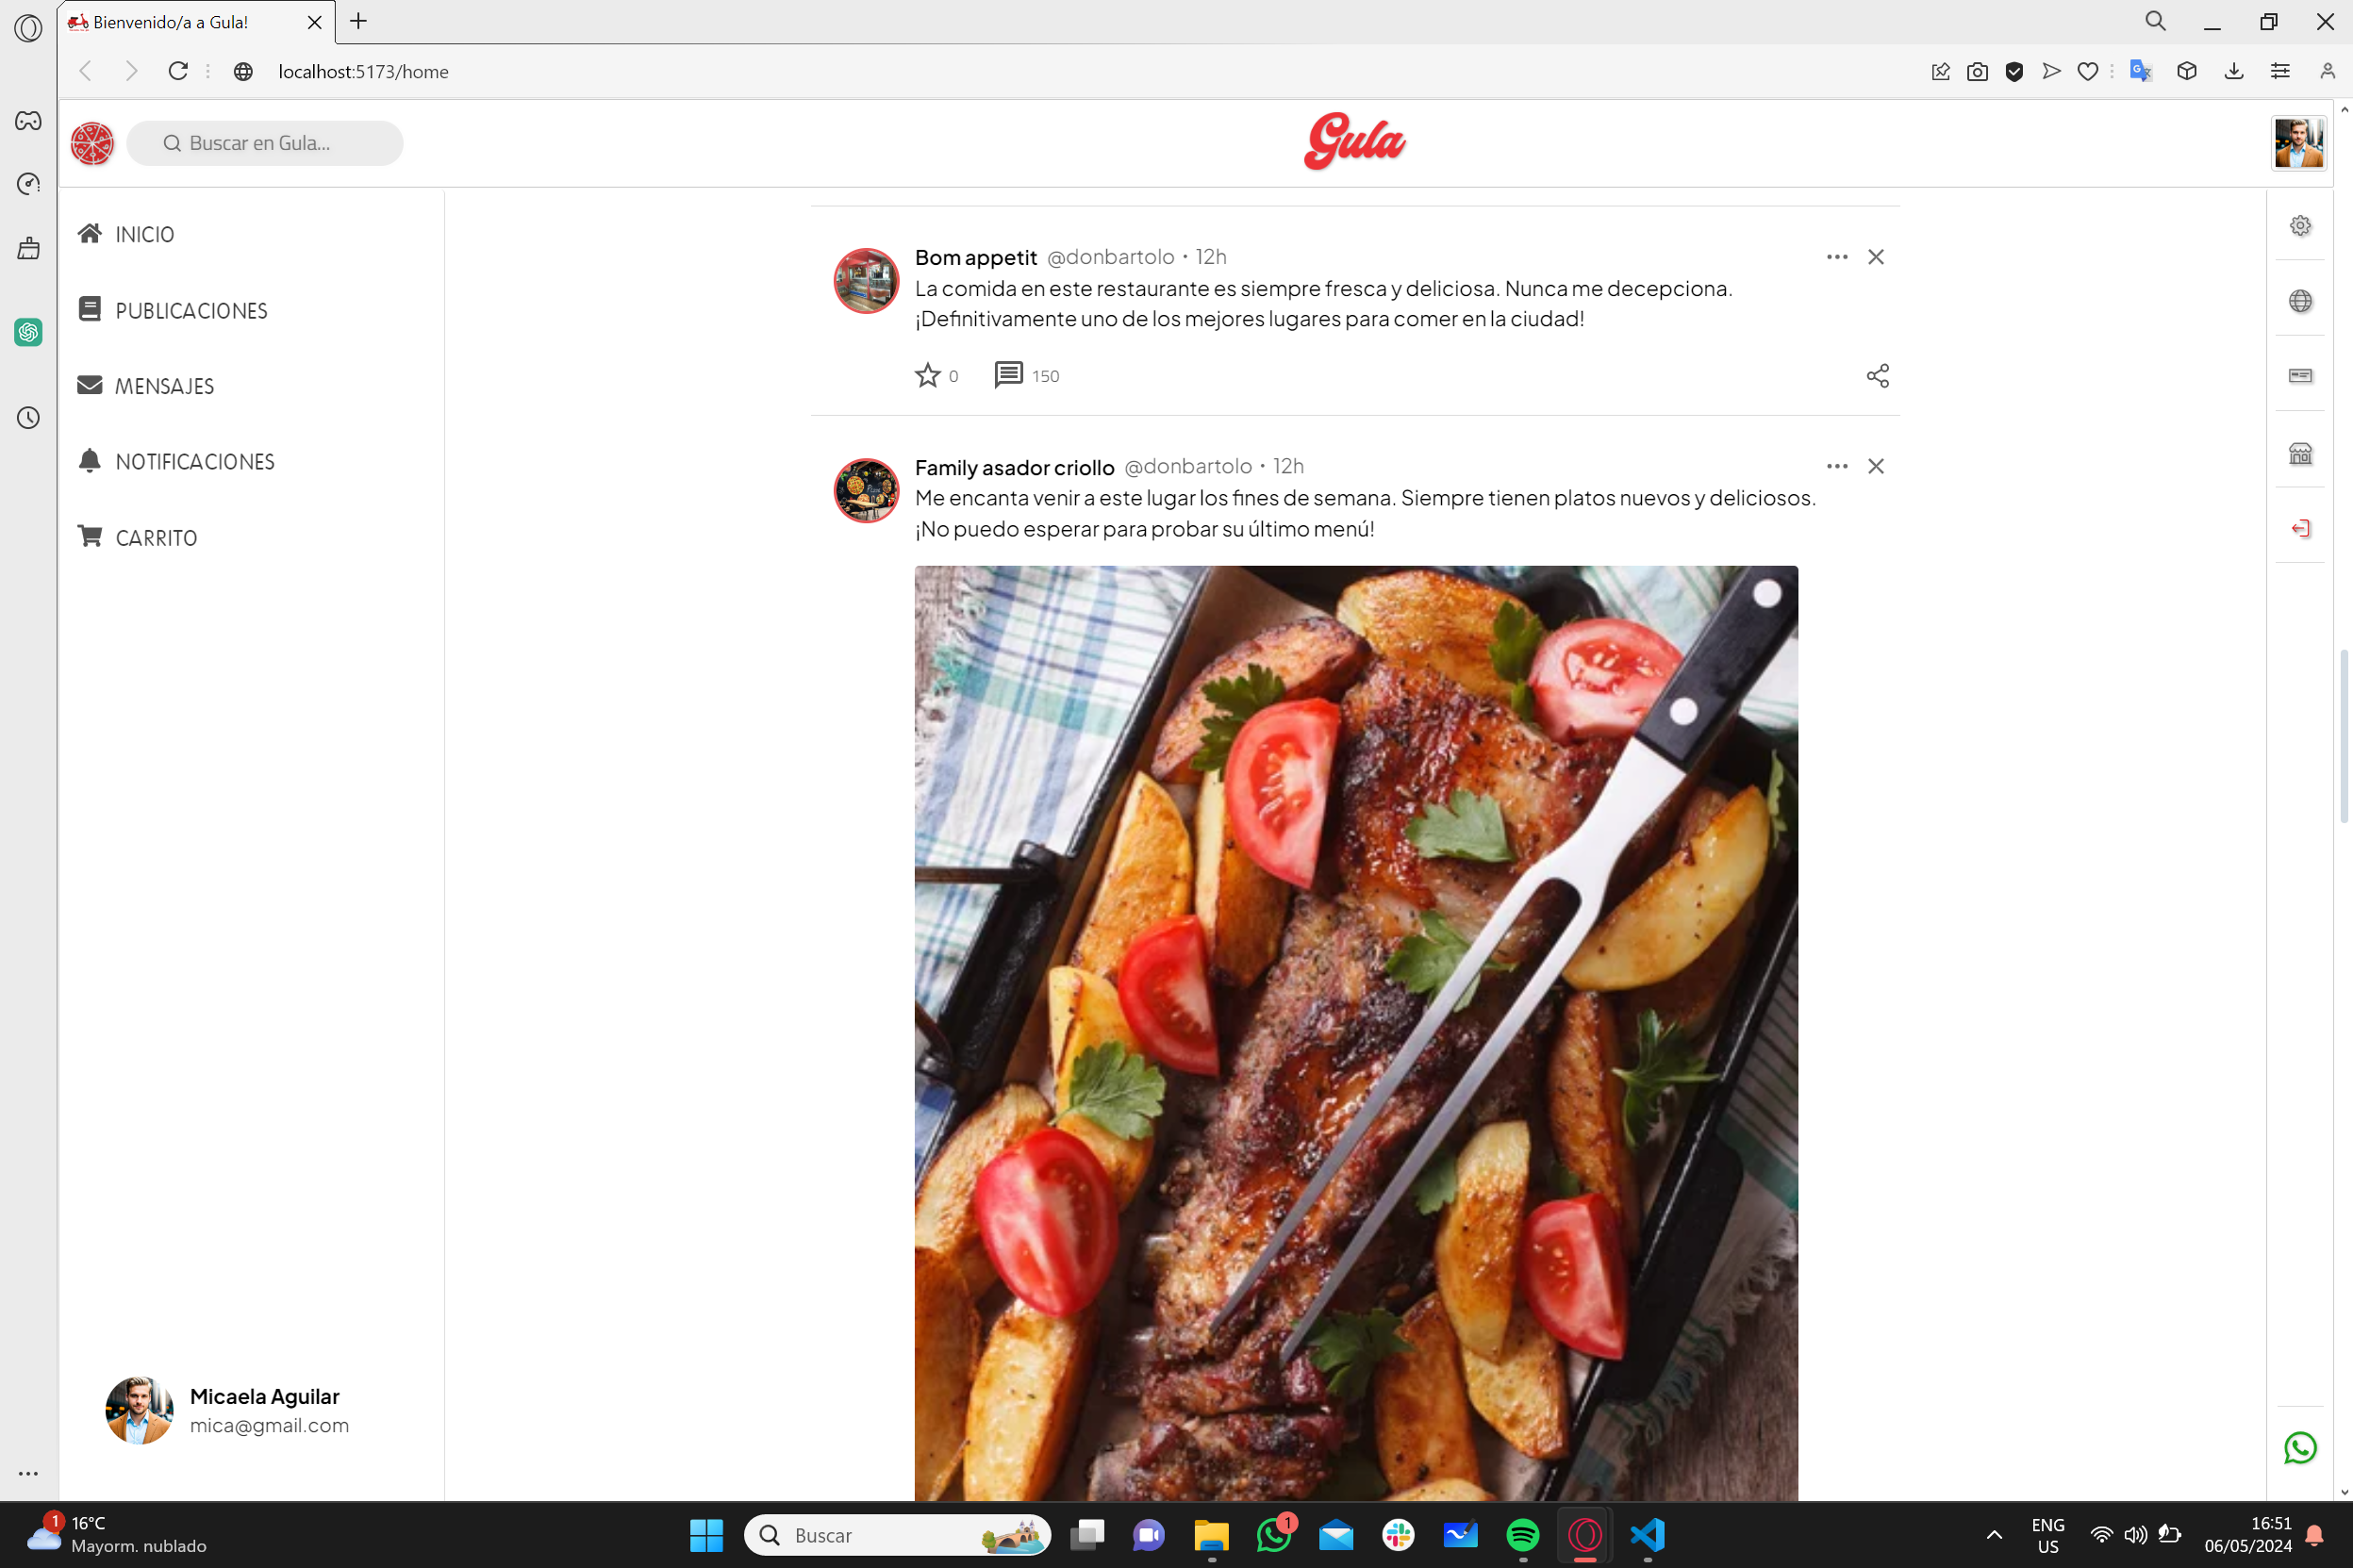 Bienvenido/a a Gula!
localhost:5173/home
Buscar en Gula...
Gula
INICIO
PUBLICACIONES
MENSAJES
NOTIFICACIONES
CARRITO
Bom appetit @donbartolo • 12h
La comida en este restaurante es siempre fresca y deliciosa. Nunca me decepciona.
¡Definitivamente uno de los mejores lugares para comer en la ciudad!
0 150
Family asador criollo @donbartolo • 12h
Me encanta venir a este lugar los fines de semana. Siempre tienen platos nuevos y deliciosos.
¡No puedo esperar para probar su último menú!
Micaela Aguilar
mica@gmail.com
1
16°C
Mayorm. nublado
Buscar
1
ENG
US
16:51
06/05/2024